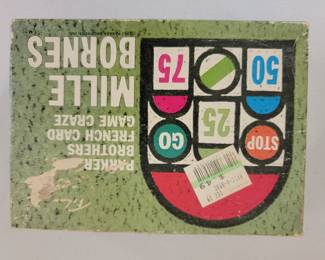 PARKER
BROTHERS
FRENCH CARD
GAME CRAZE
MILLE
BORNES
STOP
GO
25
50
75